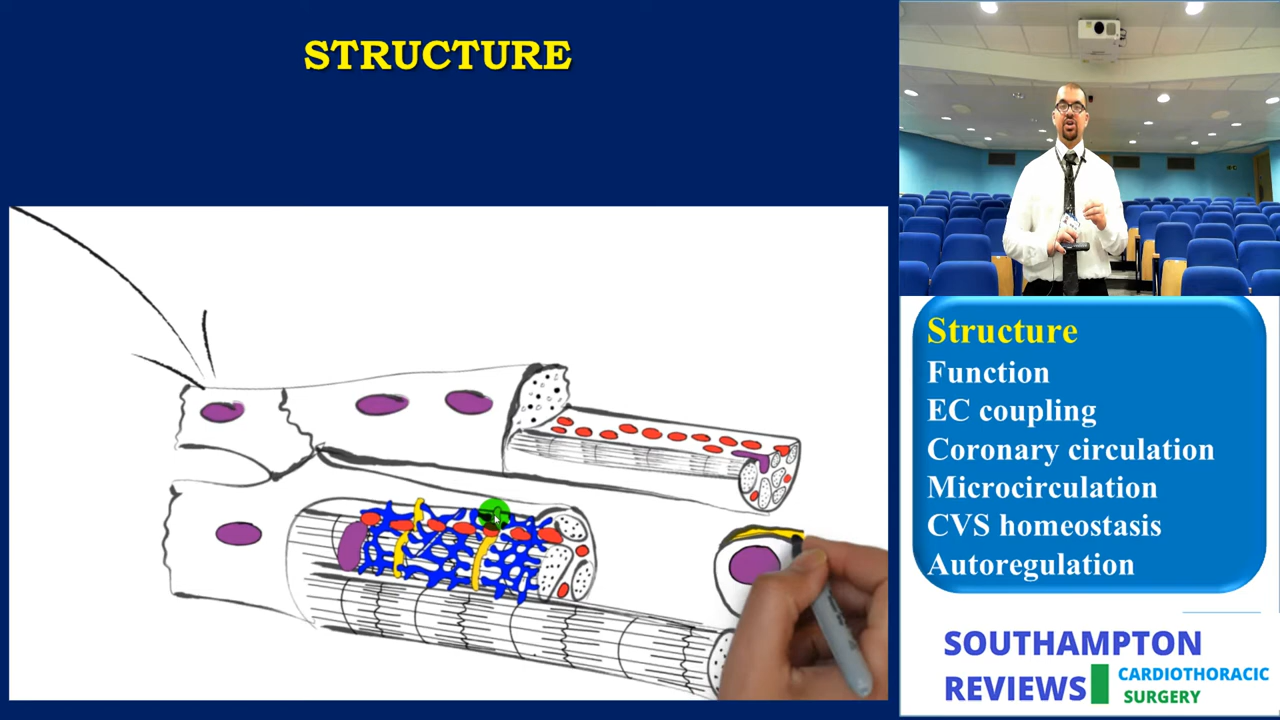 STRUCTURE
Structure
Function
EC coupling
Coronary circulation
Microcirculation
CVS homeostasis
Autoregulation
SOUTHAMPTON
REVIEWS
CARDIOTHORACIC
SURGERY